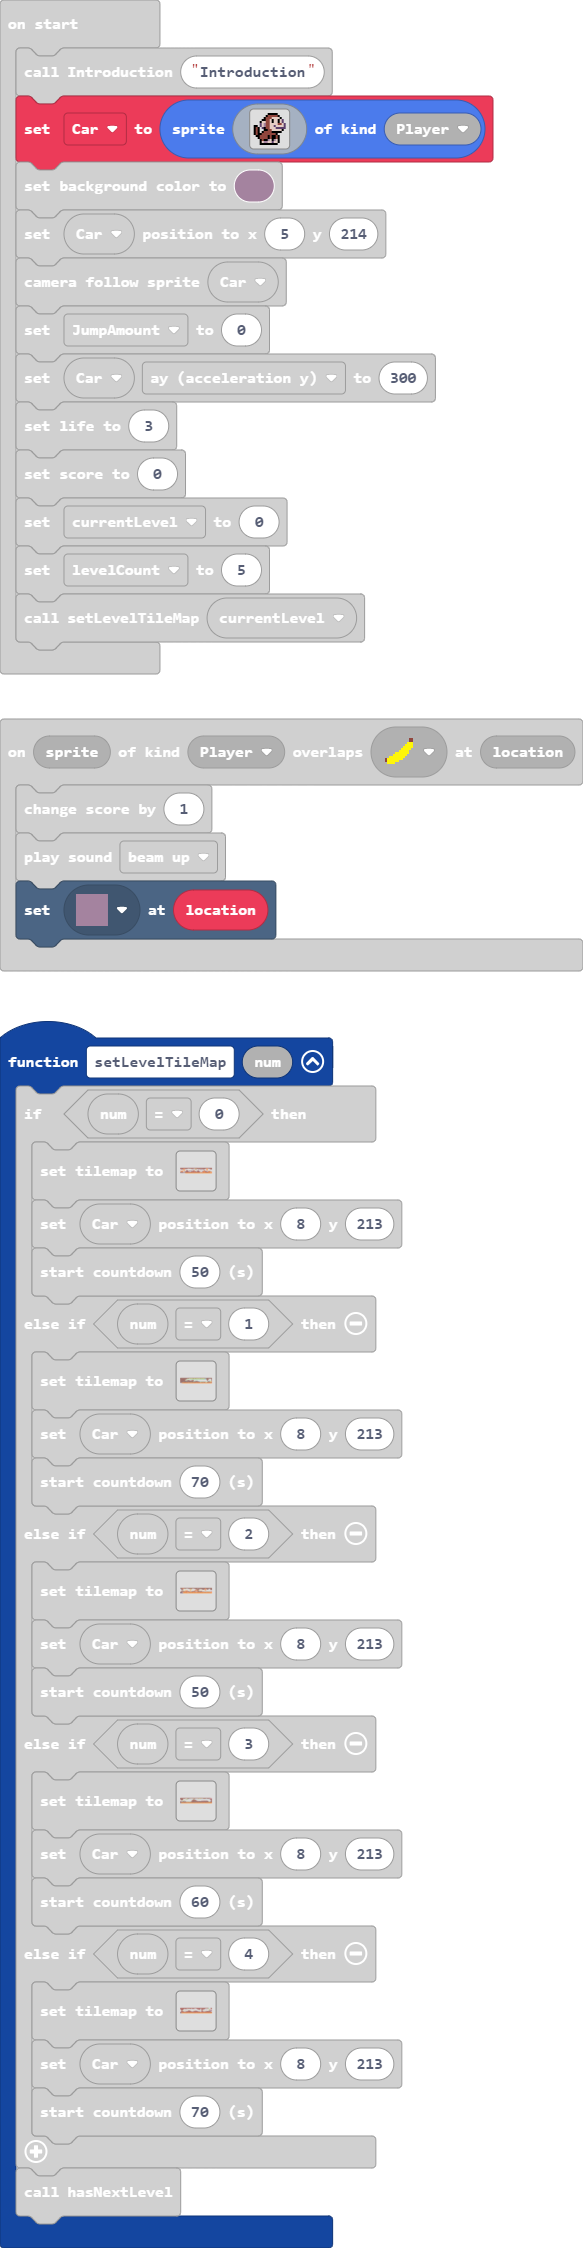 on start
call Introduction "Introduction"
set Car to sprite of kind Player
set background color to
set Car position to x 5 y 214
camera follow sprite Car
set JumpAmount to 0
set Car ay (acceleration y) to 300
set life to 3
set score to 0
set currentLevel to 0
set levelCount to 5
call setLevelTileMap currentLevel
on sprite of kind Player overlaps at location
change score by 1
play sound beam up
set at location
function setLevelTileMap num
if num = 0 then
set tilemap to
set Car position to x 8 y 213
start countdown 50 (s)
else if num = 1 then
set tilemap to
set Car position to x 8 y 213
start countdown 70 (s)
else if num = 2 then
set tilemap to
set Car position to x 8 y 213
start countdown 50 (s)
else if num = 3 then
set tilemap to
set Car position to x 8 y 213
start countdown 60 (s)
else if num = 4 then
set tilemap to
set Car position to x 8 y 213
start countdown 70 (s)
call hasNextLevel